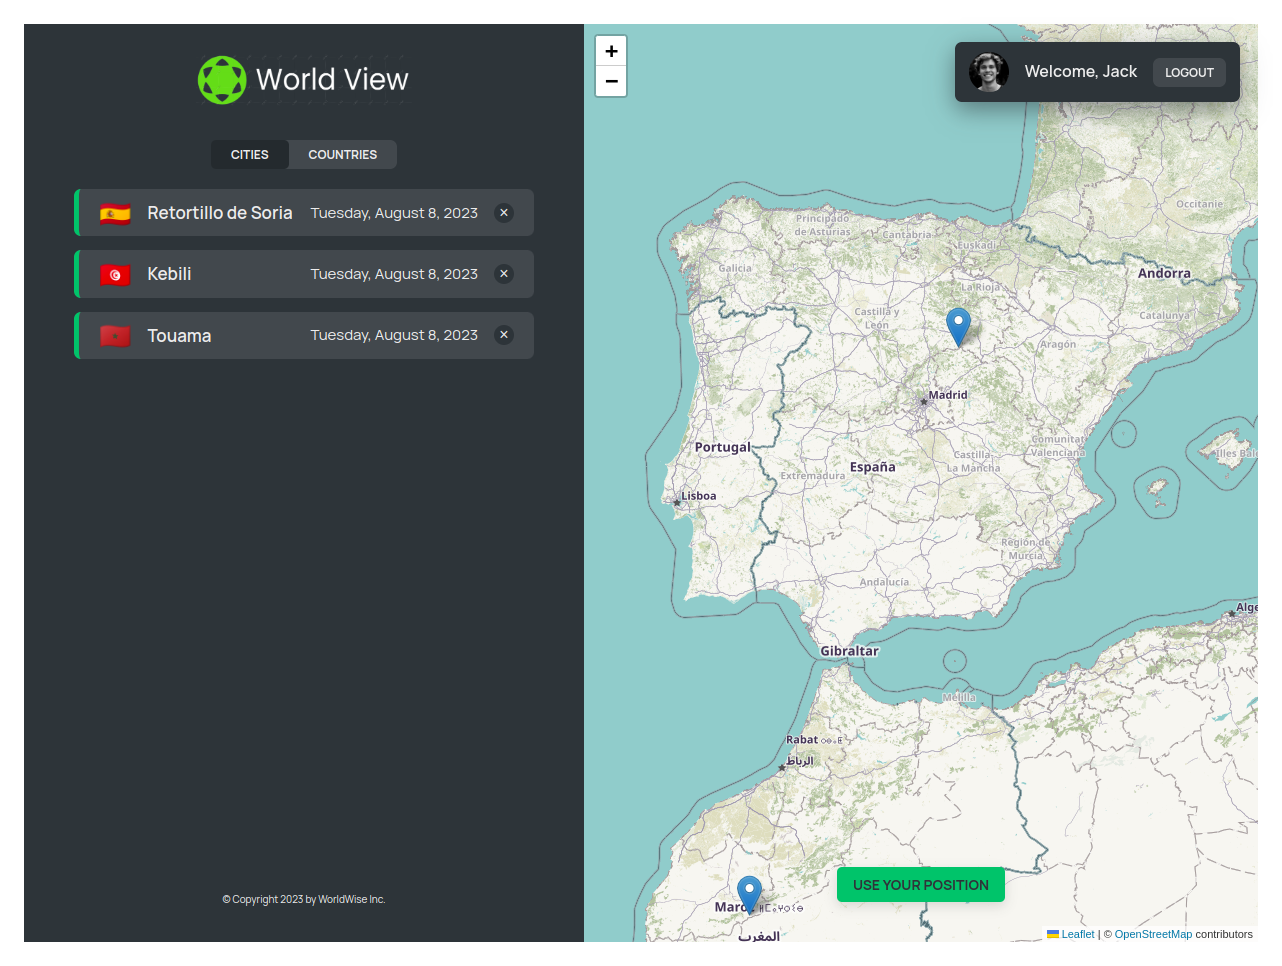 World View
CITIES
COUNTRIES
Retortillo de Soria
Tuesday, August 8, 2023
×
Kebili
Tuesday, August 8, 2023
×
Touama
Tuesday, August 8, 2023
×
© Copyright 2023 by WorldWise Inc.
+
−
Welcome, Jack
LOGOUT
Occitanie
Principado
de Asturias
Cantabria
Euskadi
Galicia
Andorra
La Rioja
Castilla y
León
Catalunya
Aragón
Madrid
Comunitat
Valenciana
Portugal
Castilla-
La Mancha
España
Extremadura
Illes Bale
Lisboa
Región de
Murcia
Andalucía
Alge
Gibraltar
Melilla
Rabat
الرباط
Maroc
المغرب
USE YOUR POSITION
Leaflet | © OpenStreetMap contributors